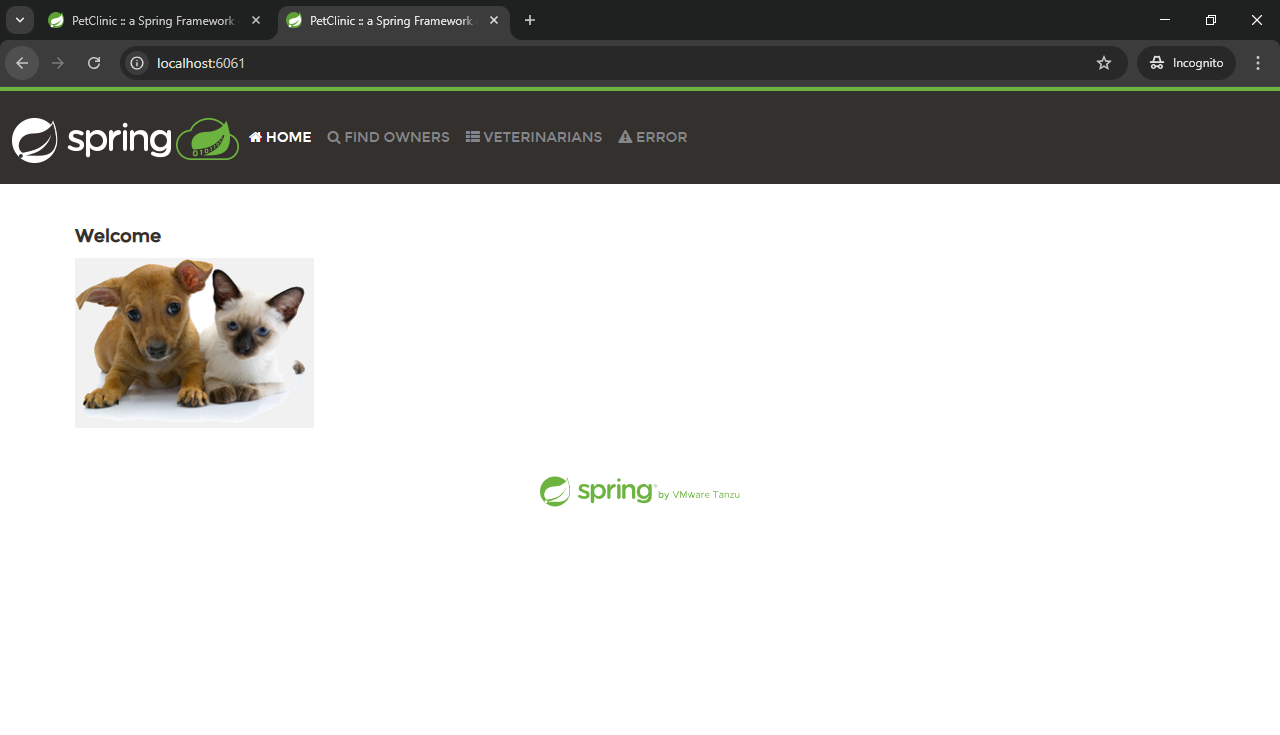 PetClinic :: a Spring Framework
PetClinic :: a Spring Framework
localhost:6061
Incognito
spring
HOME
FIND OWNERS
VETERINARIANS
ERROR
Welcome
spring by VMware Tanzu